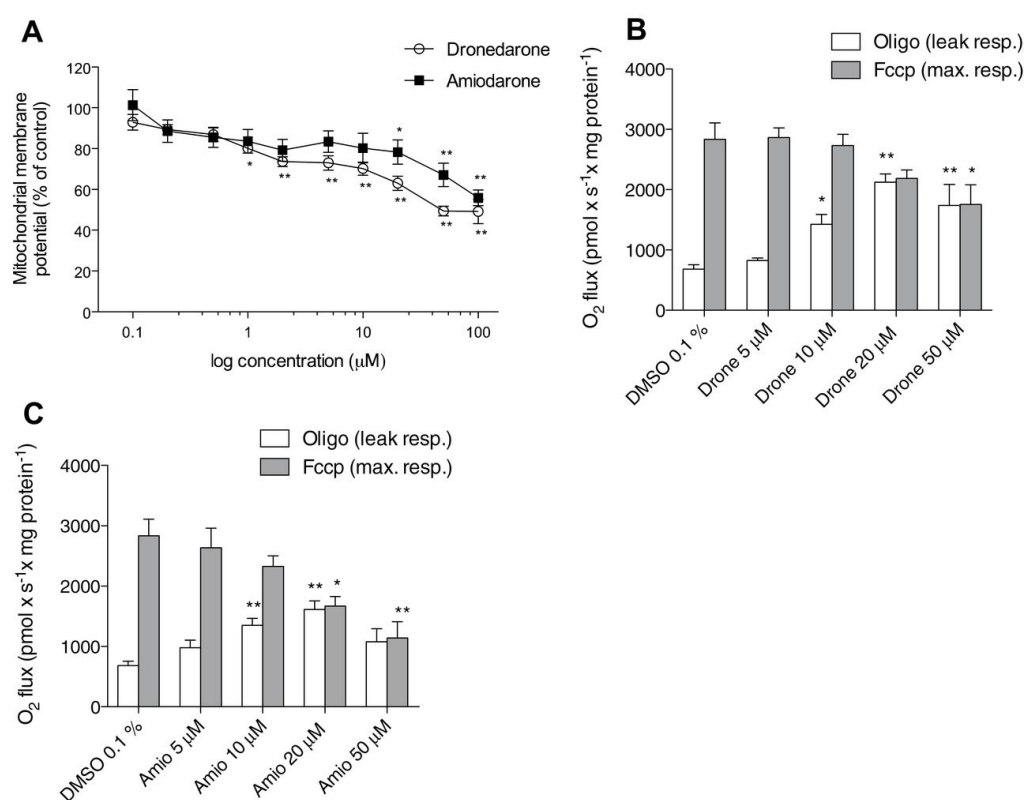 A
Dronedarone
Amiodarone
Mitochondrial membrane
potential (% of control)
120
100
80
60
40
20
0
*
**
**
**
**
**
**
*
**
**
0.1
1
10
100
log concentration (μM)
B
Oligo (leak resp.)
Fccp (max. resp.)
O2 flux (pmol x s-1x mg protein-1)
4000
3000
2000
1000
0
*
**
**
*
DMSO 0.1 %
Drone 5 μM
Drone 10 μM
Drone 20 μM
Drone 50 μM
C
Oligo (leak resp.)
Fccp (max. resp.)
O2 flux (pmol x s-1x mg protein-1)
4000
3000
2000
1000
0
**
**
*
**
DMSO 0.1 %
Amio 5 μM
Amio 10 μM
Amio 20 μM
Amio 50 μM